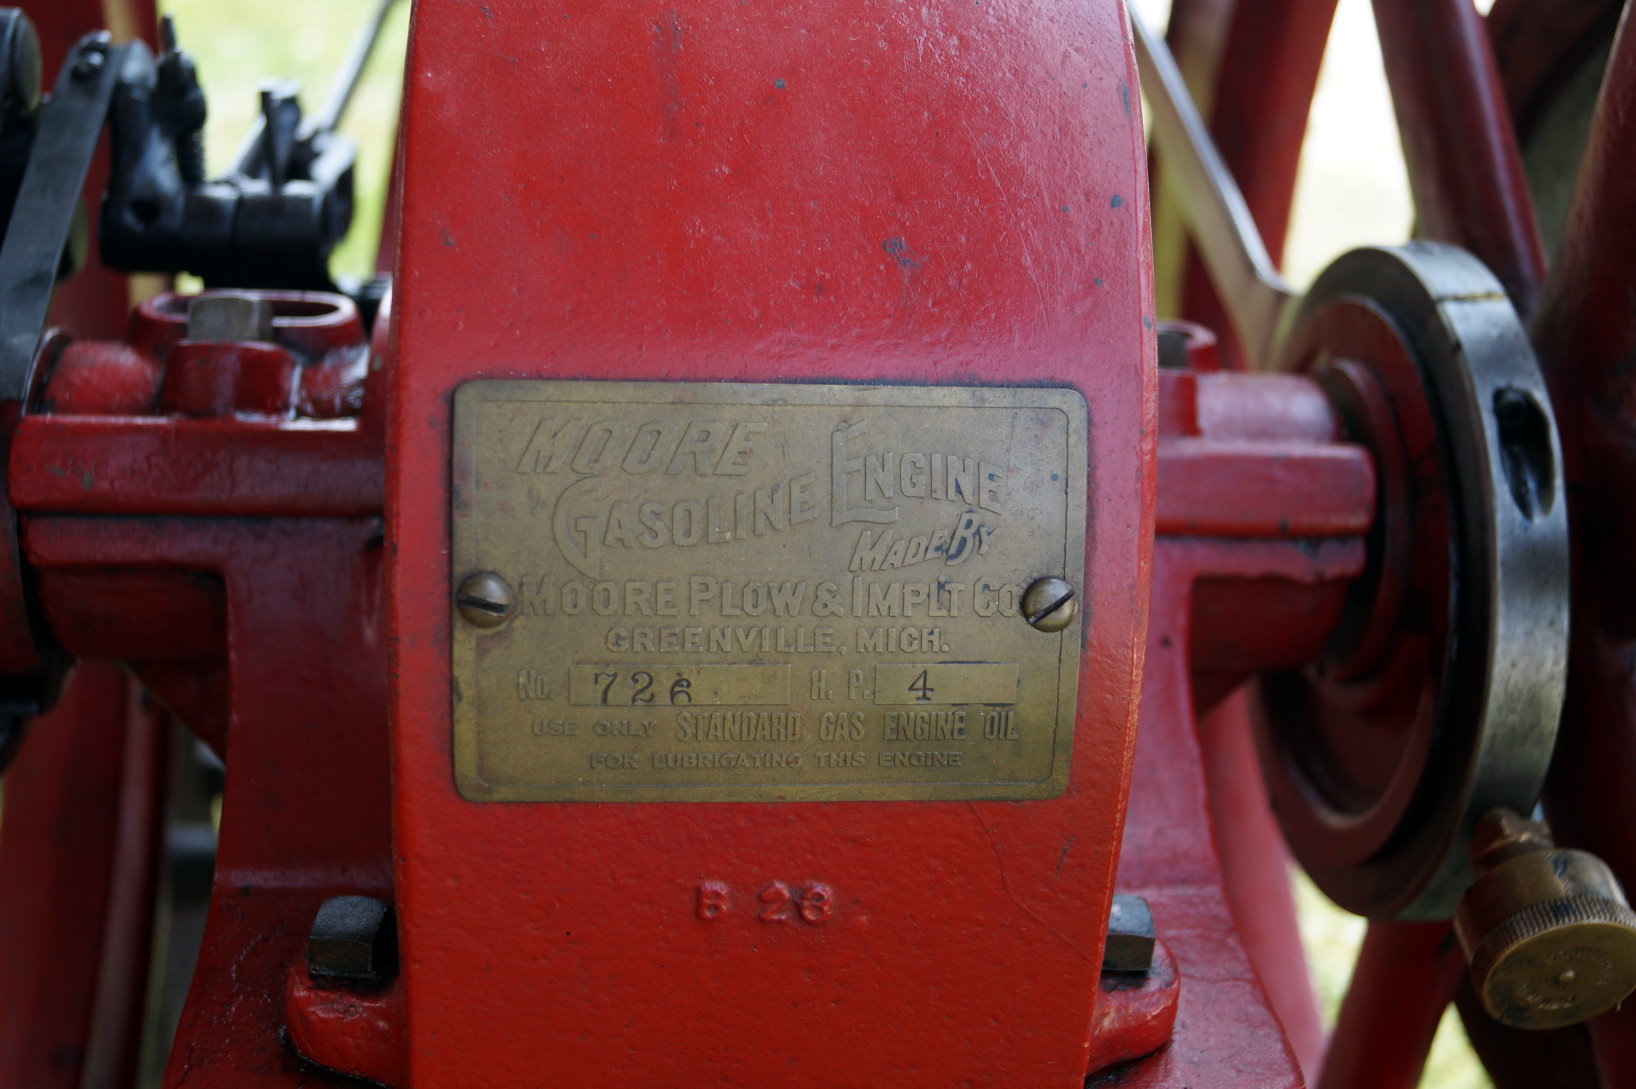 MOORE
GASOLINE ENGINE
MADE BY
MOORE PLOW & IMPLT CO
GREENVILLE, MICH.
No. 726 H. P. 4
USE ONLY STANDARD GAS ENGINE OIL
FOR LUBRICATING THIS ENGINE
B 26